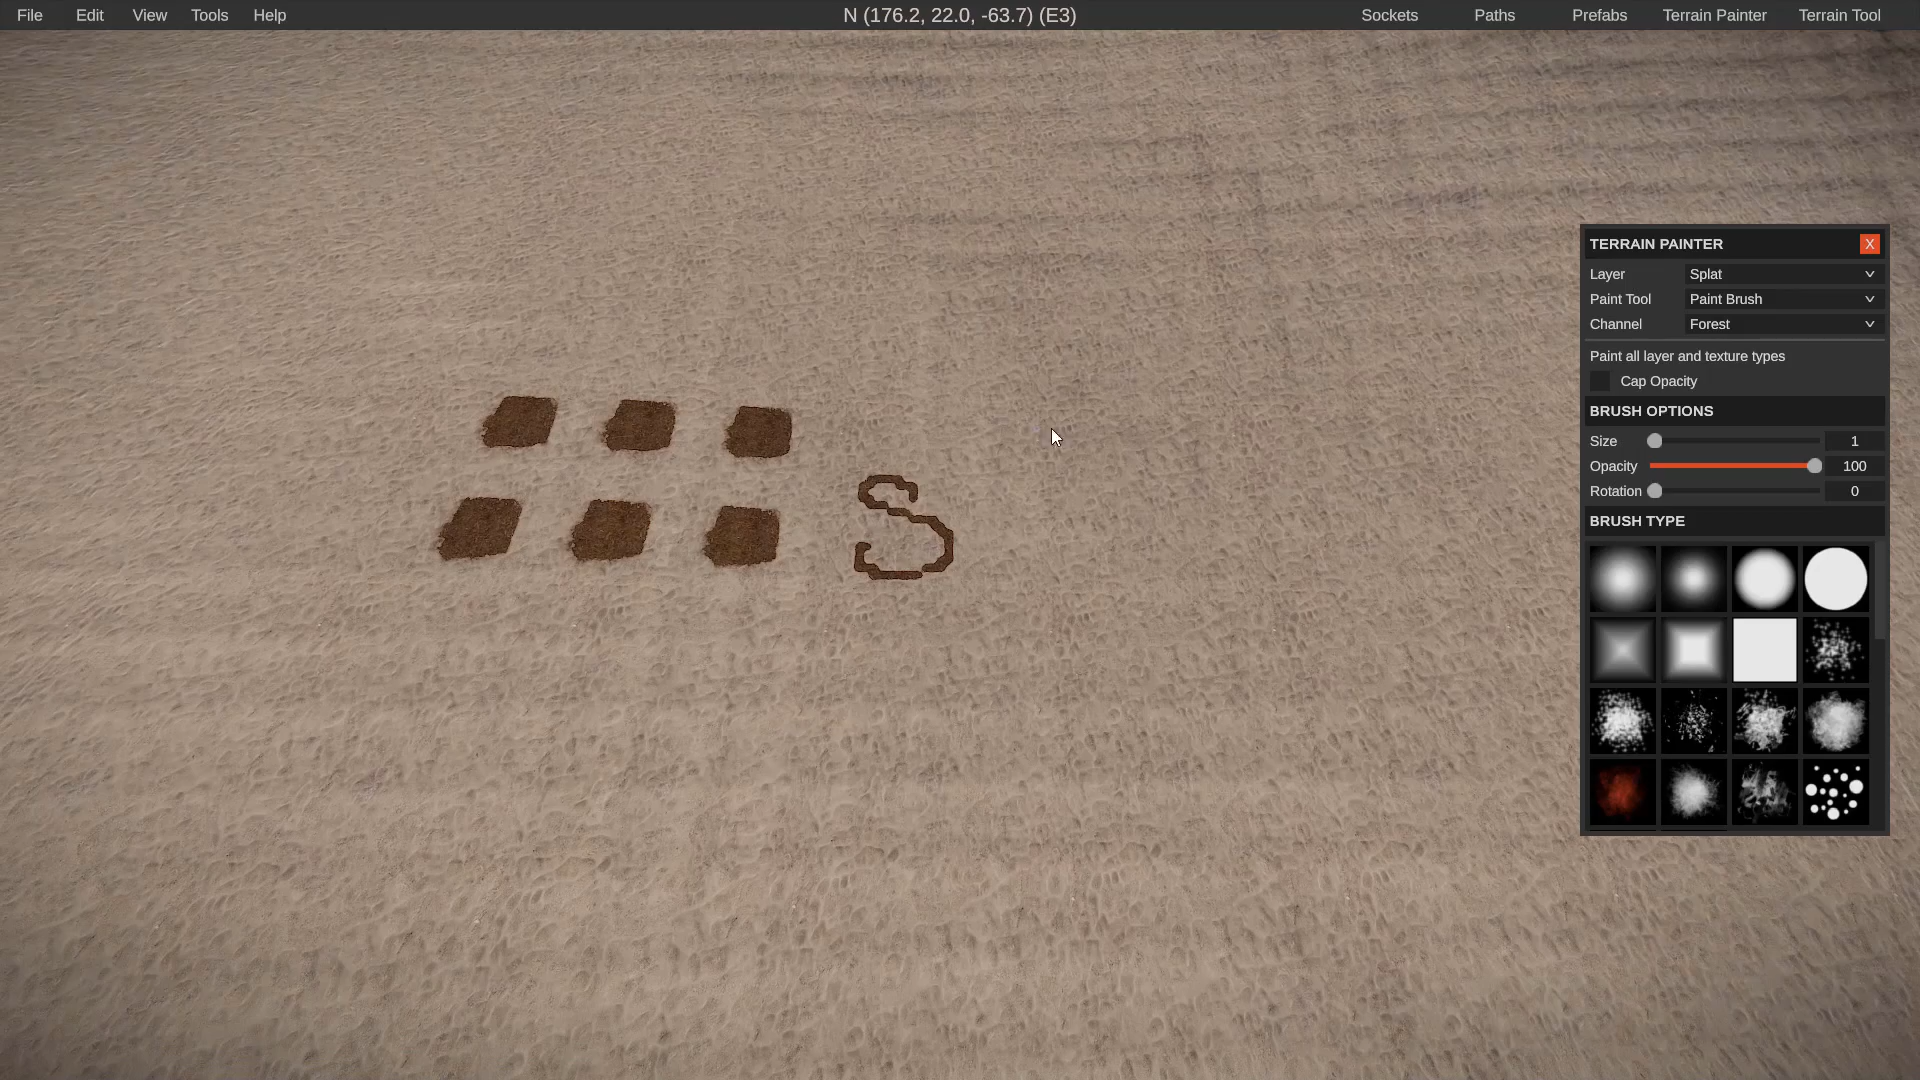 File Edit View Tools Help N (176.2, 22.0, -63.7) (E3) Sockets Paths Prefabs Terrain Painter Terrain Tool
TERRAIN PAINTER X
Layer Splat
Paint Tool Paint Brush
Channel Forest
Paint all layer and texture types
Cap Opacity
BRUSH OPTIONS
Size 1
Opacity 100
Rotation 0
BRUSH TYPE
S